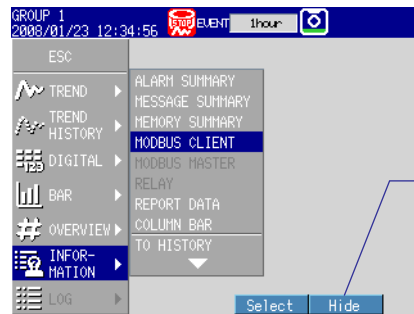 GROUP 1
2008/01/23 12:34:56 STOP EVENT 1hour
ESC
TREND
TREND
HISTORY
DIGITAL
BAR
OVERVIEW
INFOR-
MATION
LOG
ALARM SUMMARY
MESSAGE SUMMARY
MEMORY SUMMARY
MODBUS CLIENT
MODBUS MASTER
RELAY
REPORT DATA
COLUMN BAR
TO HISTORY
Select Hide